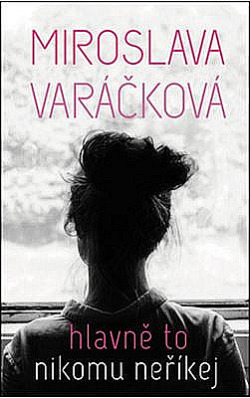 MIROSLAVA
VARÁČKOVÁ
hlavně to
nikomu neříkej